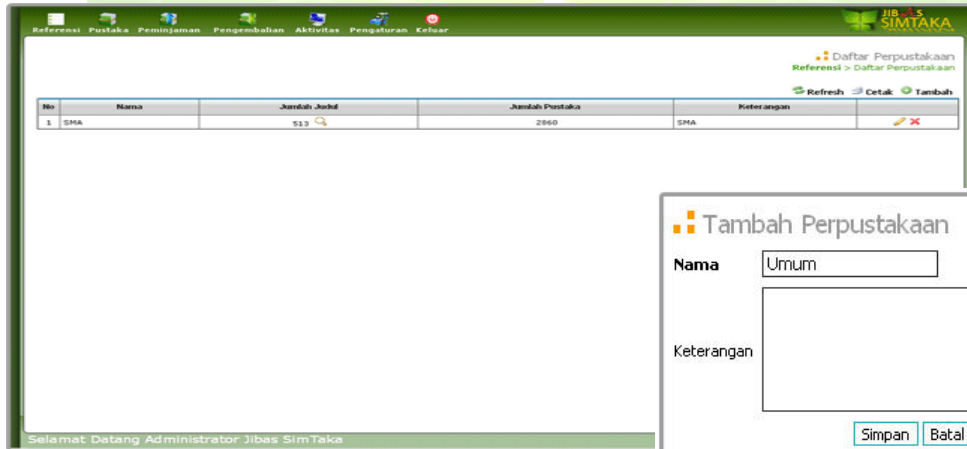 Referensi Pustaka Peminjaman Pengembalian Aktivitas Pengaturan Keluar
JIBAS
SIMTAKA
Daftar Perpustakaan
Referensi > Daftar Perpustakaan
Refresh Cetak Tambah
No Nama Jumlah Judul Jumlah Pustaka Keterangan
1 SMA 513 2860 SMA
Tambah Perpustakaan
Nama Umum
Keterangan
Simpan Batal
Selamat Datang Administrator Jibas SimTaka